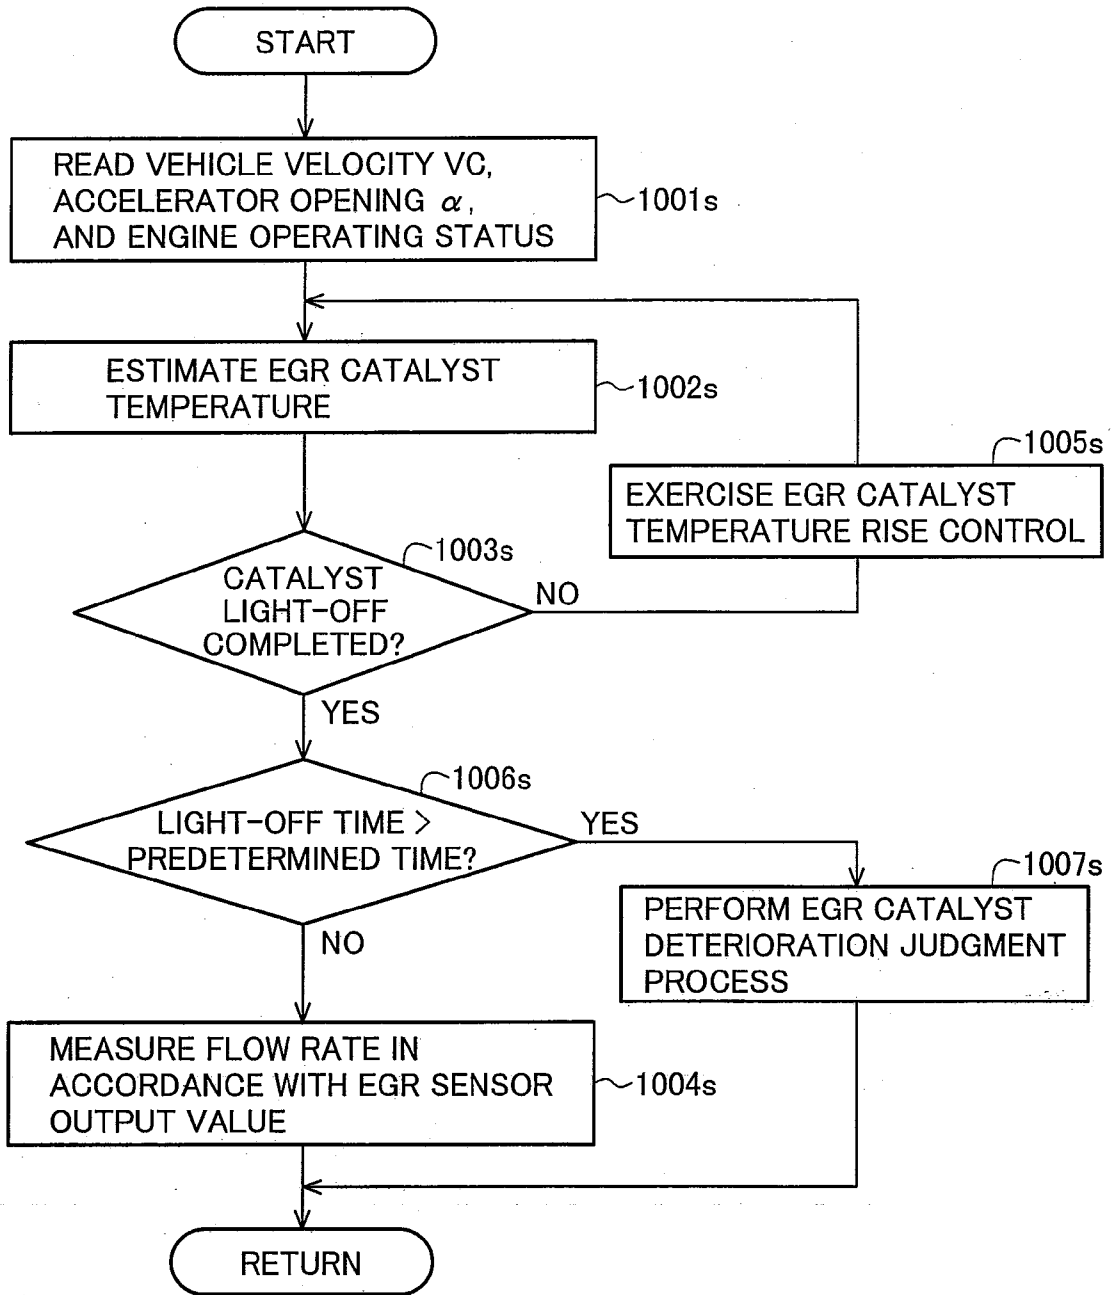 START
READ VEHICLE VELOCITY VC,
ACCELERATOR OPENING α,
AND ENGINE OPERATING STATUS
1001s
ESTIMATE EGR CATALYST
TEMPERATURE
1002s
1005s
EXERCISE EGR CATALYST
TEMPERATURE RISE CONTROL
1003s
CATALYST
LIGHT-OFF
COMPLETED?
NO
YES
1006s
LIGHT-OFF TIME >
PREDETERMINED TIME?
YES
NO
1007s
PERFORM EGR CATALYST
DETERIORATION JUDGMENT
PROCESS
MEASURE FLOW RATE IN
ACCORDANCE WITH EGR SENSOR
OUTPUT VALUE
1004s
RETURN